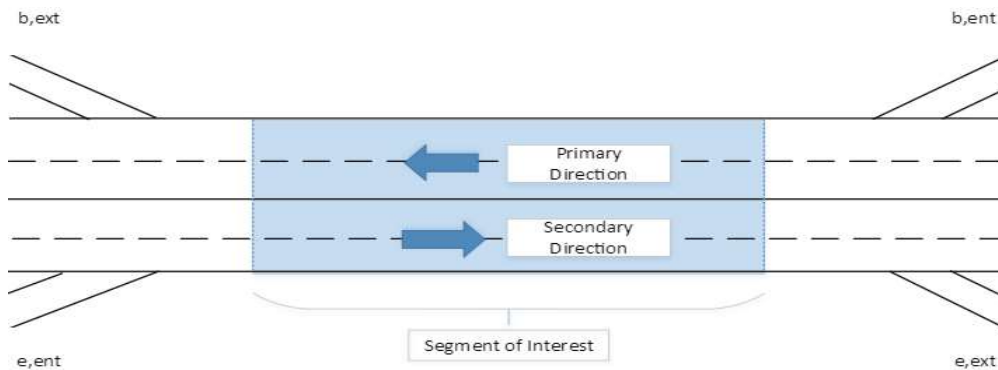 b,ext
b,ent
Primary
Direction
Secondary
Direction
Segment of Interest
e,ent
e,ext